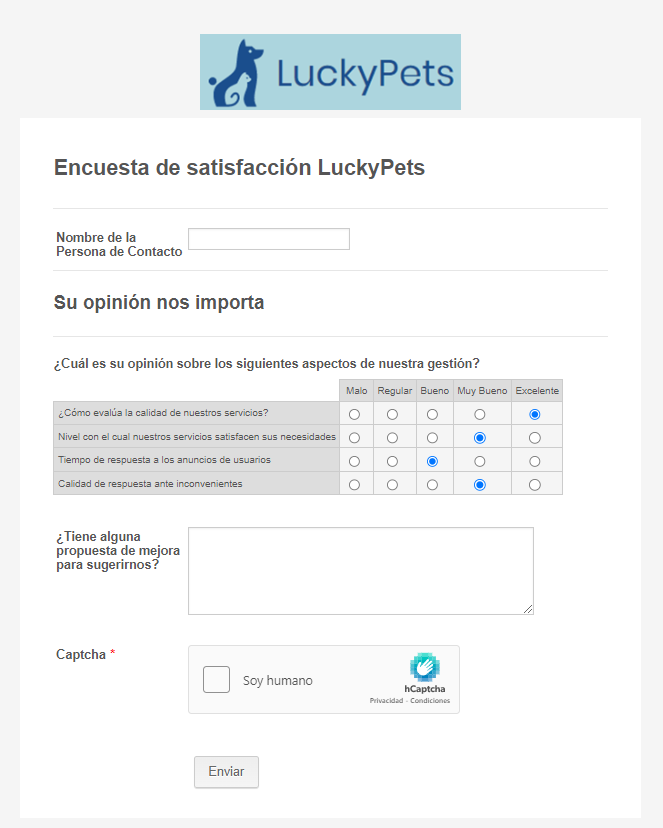 LuckyPets
Encuesta de satisfacción LuckyPets
Nombre de la
Persona de Contacto
Su opinión nos importa
¿Cuál es su opinión sobre los siguientes aspectos de nuestra gestión?
Malo Regular Bueno Muy Bueno Excelente
¿Cómo evalúa la calidad de nuestros servicios?
Nivel con el cual nuestros servicios satisfacen sus necesidades
Tiempo de respuesta a los anuncios de usuarios
Calidad de respuesta ante inconvenientes
¿Tiene alguna
propuesta de mejora
para sugerirnos?
Captcha *
Soy humano
hCaptcha
Privacidad - Condiciones
Enviar